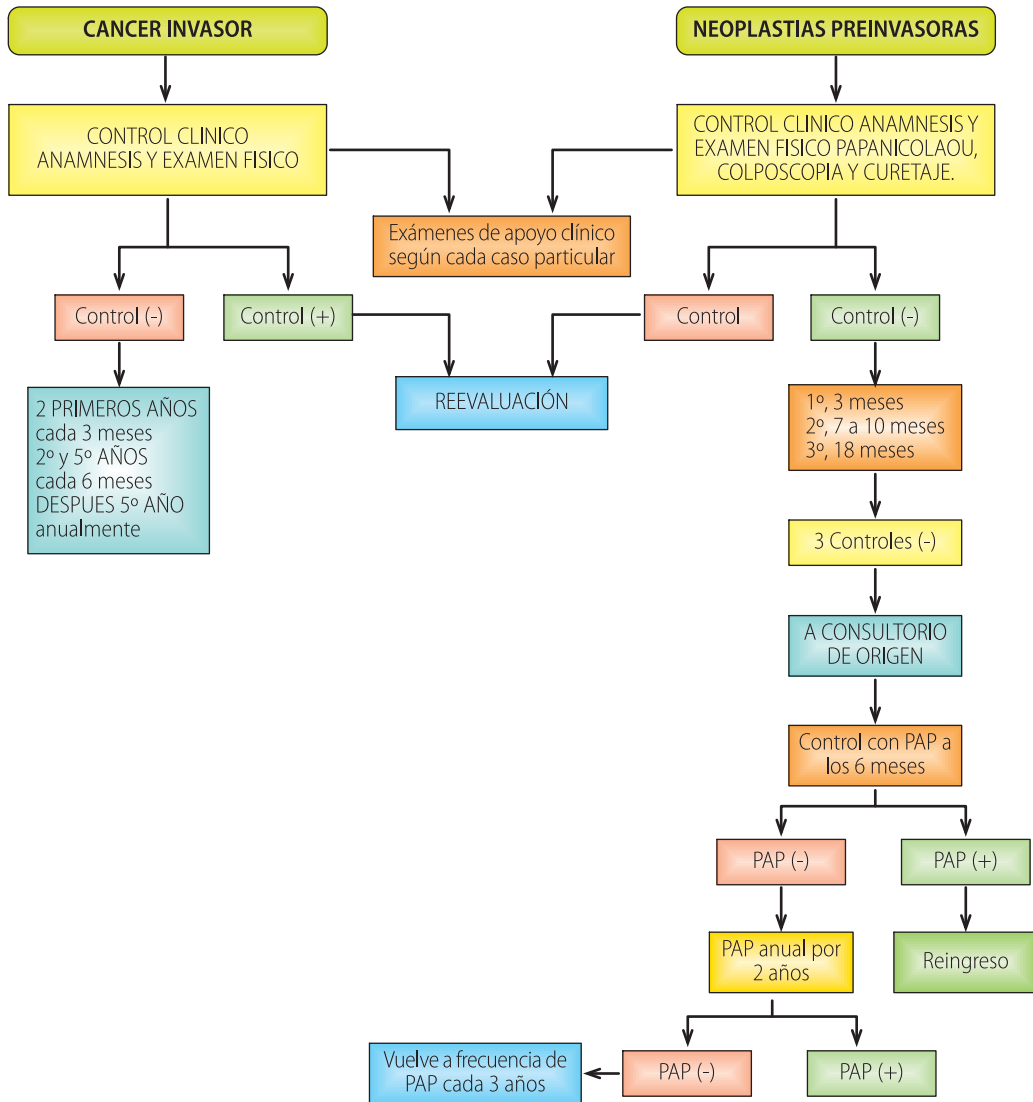 CANCER INVASOR
NEOPLASTIAS PREINVASORAS
CONTROL CLINICO
ANAMNESIS Y EXAMEN FISICO
CONTROL CLINICO ANAMNESIS Y
EXAMEN FISICO PAPANICOLAOU,
COLPOSCOPIA Y CURETAJE.
Exámenes de apoyo clínico
según cada caso particular
Control (-)
Control (+)
Control
Control (-)
2 PRIMEROS AÑOS
cada 3 meses
2º y 5º AÑOS
cada 6 meses
DESPUES 5º AÑO
anualmente
REEVALUACIÓN
1º, 3 meses
2º, 7 a 10 meses
3º, 18 meses
3 Controles (-)
A CONSULTORIO
DE ORIGEN
Control con PAP a
los 6 meses
PAP (-)
PAP (+)
PAP anual por
2 años
Reingreso
Vuelve a frecuencia de
PAP cada 3 años
PAP (-)
PAP (+)